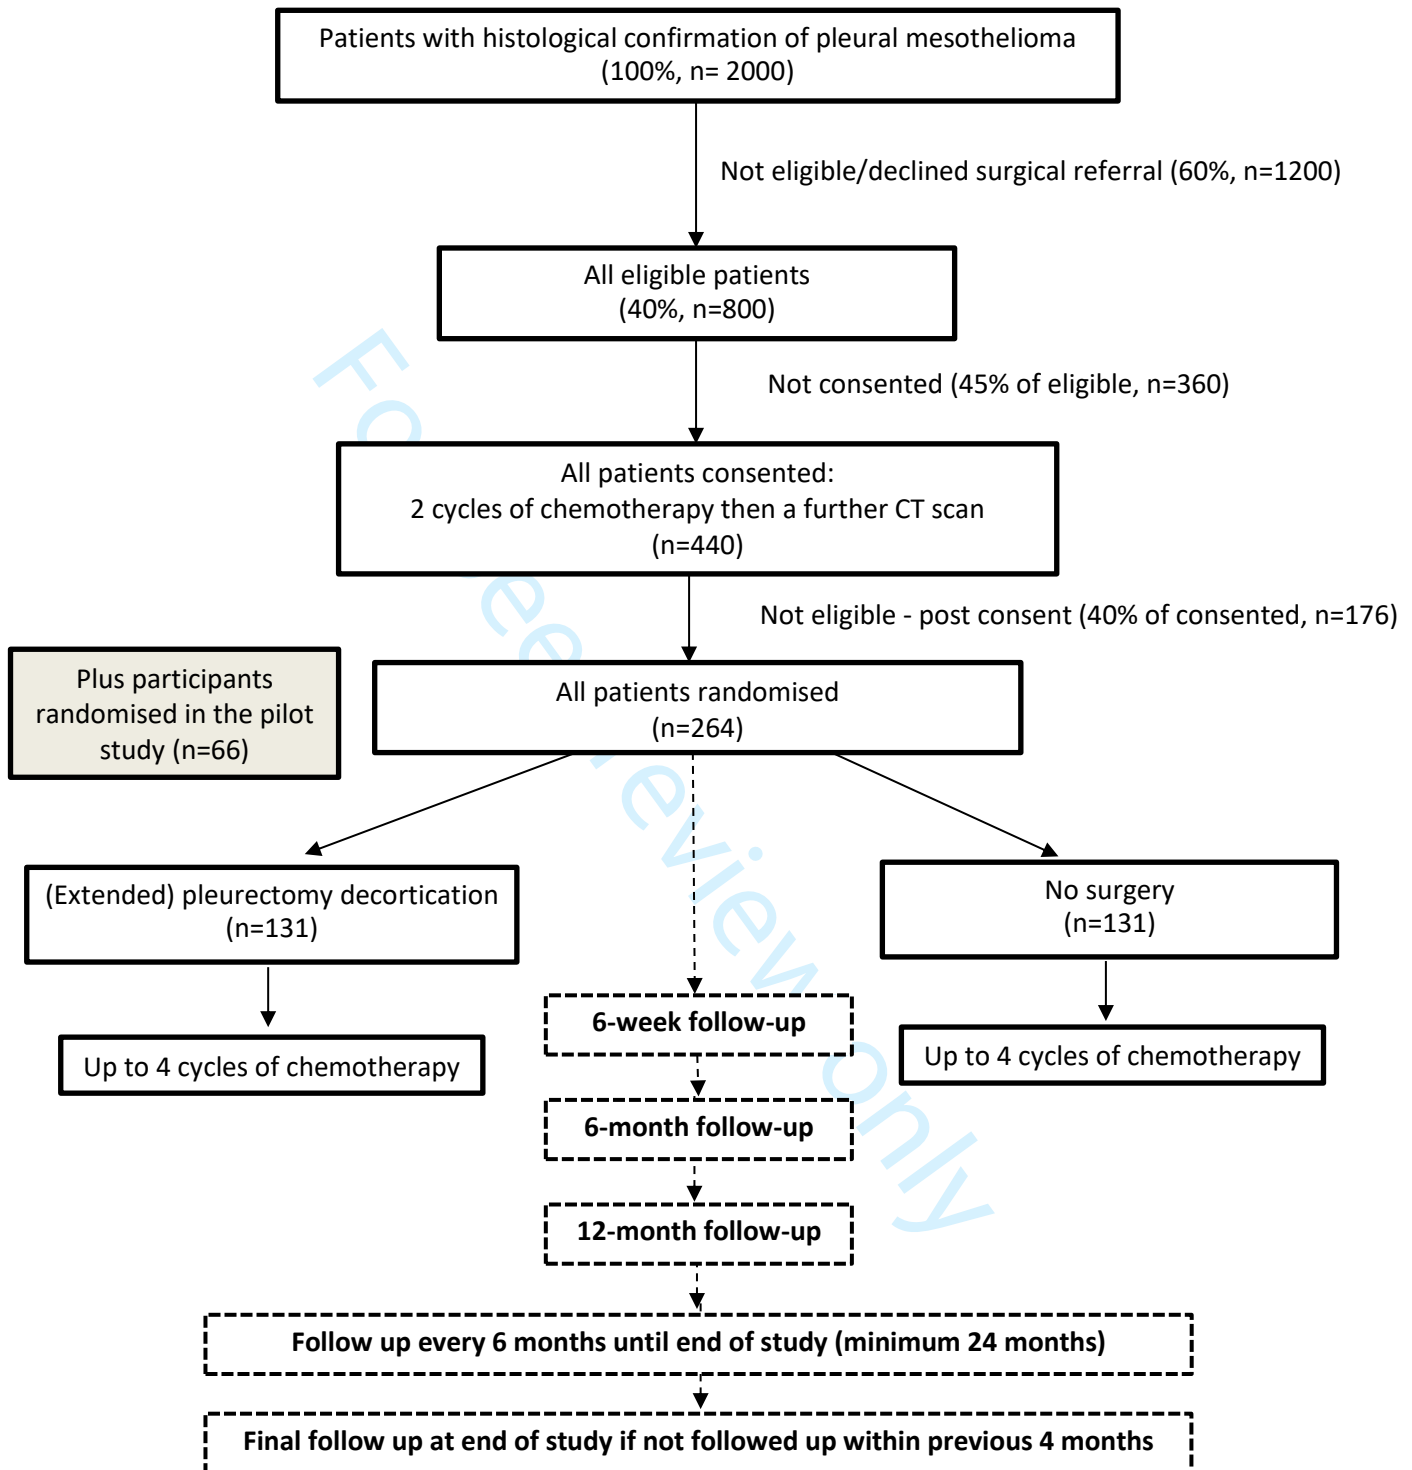 Patients with histological confirmation of pleural mesothelioma
(100%, n= 2000)
Not eligible/declined surgical referral (60%, n=1200)
All eligible patients
(40%, n=800)
Not consented (45% of eligible, n=360)
All patients consented:
2 cycles of chemotherapy then a further CT scan
(n=440)
Not eligible - post consent (40% of consented, n=176)
Plus participants
randomised in the pilot
study (n=66)
All patients randomised
(n=264)
(Extended) pleurectomy decortication
(n=131)
No surgery
(n=131)
Up to 4 cycles of chemotherapy
Up to 4 cycles of chemotherapy
6-week follow-up
6-month follow-up
12-month follow-up
Follow up every 6 months until end of study (minimum 24 months)
Final follow up at end of study if not followed up within previous 4 months
For peer review only